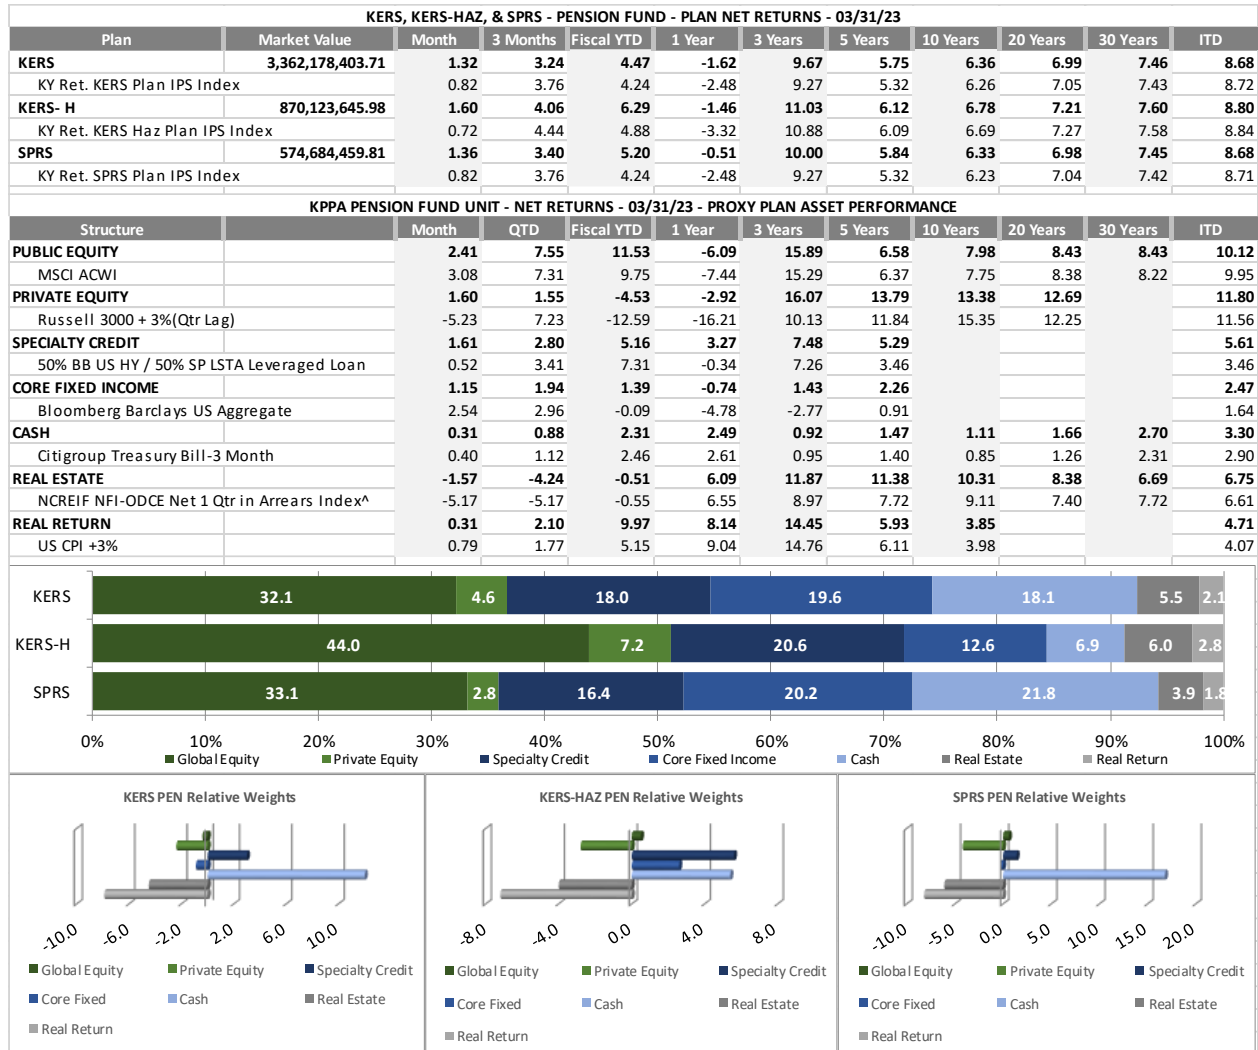 KERS, KERS-HAZ, & SPRS - PENSION FUND - PLAN NET RETURNS - 03/31/23
Plan Market Value Month 3 Months Fiscal YTD 1 Year 3 Years 5 Years 10 Years 20 Years 30 Years ITD
KERS 3,362,178,403.71 1.32 3.24 4.47 -1.62 9.67 5.75 6.36 6.99 7.46 8.68
KY Ret. KERS Plan IPS Index 0.82 3.76 4.24 -2.48 9.27 5.32 6.26 7.05 7.43 8.72
KERS- H 870,123,645.98 1.60 4.06 6.29 -1.46 11.03 6.12 6.78 7.21 7.60 8.80
KY Ret. KERS Haz Plan IPS Index 0.72 4.44 4.88 -3.32 10.88 6.09 6.69 7.27 7.58 8.84
SPRS 574,684,459.81 1.36 3.40 5.20 -0.51 10.00 5.84 6.33 6.98 7.45 8.68
KY Ret. SPRS Plan IPS Index 0.82 3.76 4.24 -2.48 9.27 5.32 6.23 7.04 7.42 8.71
KPPA PENSION FUND UNIT - NET RETURNS - 03/31/23 - PROXY PLAN ASSET PERFORMANCE
Structure Month QTD Fiscal YTD 1 Year 3 Years 5 Years 10 Years 20 Years 30 Years ITD
PUBLIC EQUITY 2.41 7.55 11.53 -6.09 15.89 6.58 7.98 8.43 8.43 10.12
MSCI ACWI 3.08 7.31 9.75 -7.44 15.29 6.37 7.75 8.38 8.22 9.95
PRIVATE EQUITY 1.60 1.55 -4.53 -2.92 16.07 13.79 13.38 12.69 11.80
Russell 3000 + 3%(Qtr Lag) -5.23 7.23 -12.59 -16.21 10.13 11.84 15.35 12.25 11.56
SPECIALTY CREDIT 1.61 2.80 5.16 3.27 7.48 5.29 5.61
50% BB US HY / 50% SP LSTA Leveraged Loan 0.52 3.41 7.31 -0.34 7.26 3.46 3.46
CORE FIXED INCOME 1.15 1.94 1.39 -0.74 1.43 2.26 2.47
Bloomberg Barclays US Aggregate 2.54 2.96 -0.09 -4.78 -2.77 0.91 1.64
CASH 0.31 0.88 2.31 2.49 0.92 1.47 1.11 1.66 2.70 3.30
Citigroup Treasury Bill-3 Month 0.40 1.12 2.46 2.61 0.95 1.40 0.85 1.26 2.31 2.90
REAL ESTATE -1.57 -4.24 -0.51 6.09 11.87 11.38 10.31 8.38 6.69 6.75
NCREIF NFI-ODCE Net 1 Qtr in Arrears Index^ -5.17 -5.17 -0.55 6.55 8.97 7.72 9.11 7.40 7.72 6.61
REAL RETURN 0.31 2.10 9.97 8.14 14.45 5.93 3.85 4.71
US CPI +3% 0.79 1.77 5.15 9.04 14.76 6.11 3.98 4.07
KERS 32.1 4.6 18.0 19.6 18.1 5.5 2.1
KERS-H 44.0 7.2 20.6 12.6 6.9 6.0 2.8
SPRS 33.1 2.8 16.4 20.2 21.8 3.9 1.8
0% 10% 20% 30% 40% 50% 60% 70% 80% 90% 100%
Global Equity Private Equity Specialty Credit Core Fixed Income Cash Real Estate Real Return
KERS PEN Relative Weights
-10.0 -6.0 -2.0 2.0 6.0 10.0
Global Equity Private Equity Specialty Credit
Core Fixed Cash Real Estate
Real Return
KERS-HAZ PEN Relative Weights
-8.0 -4.0 0.0 4.0 8.0
Global Equity Private Equity Specialty Credit
Core Fixed Cash Real Estate
Real Return
SPRS PEN Relative Weights
-10.0 -5.0 0.0 5.0 10.0 15.0 20.0
Global Equity Private Equity Specialty Credit
Core Fixed Cash Real Estate
Real Return